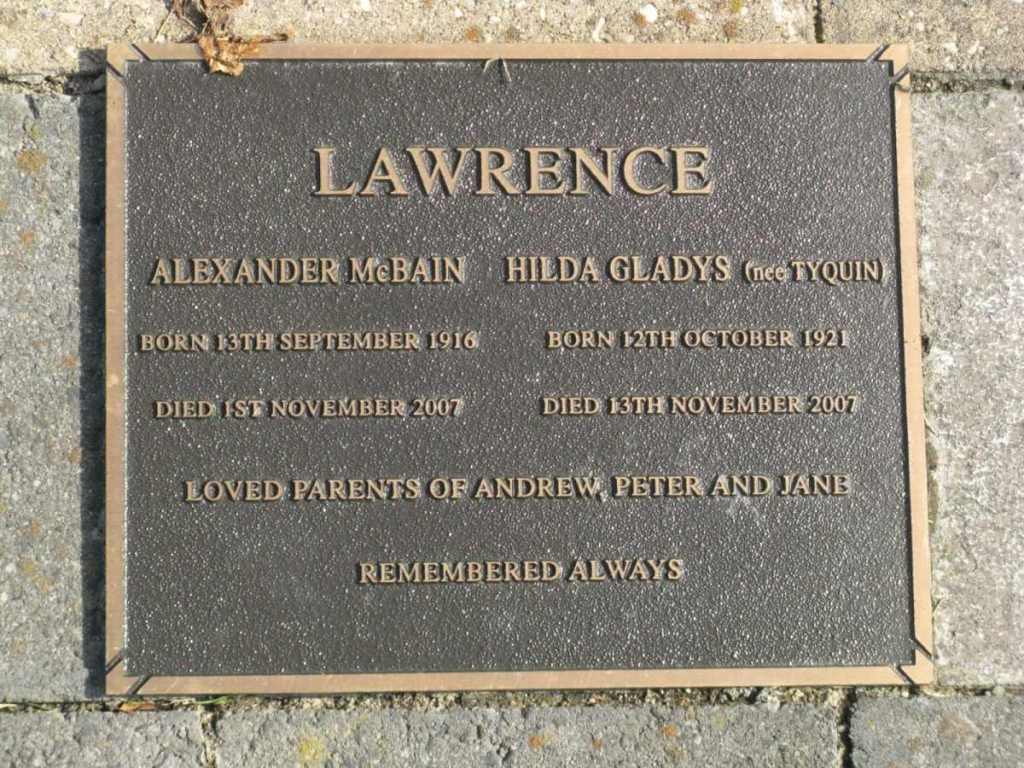 LAWRENCE
ALEXANDER McBAIN HILDA GLADYS (nee TYQUIN)
BORN 13TH SEPTEMBER 1916 BORN 12TH OCTOBER 1921
DIED 1ST NOVEMBER 2007 DIED 13TH NOVEMBER 2007
LOVED PARENTS OF ANDREW, PETER AND JANE
REMEMBERED ALWAYS